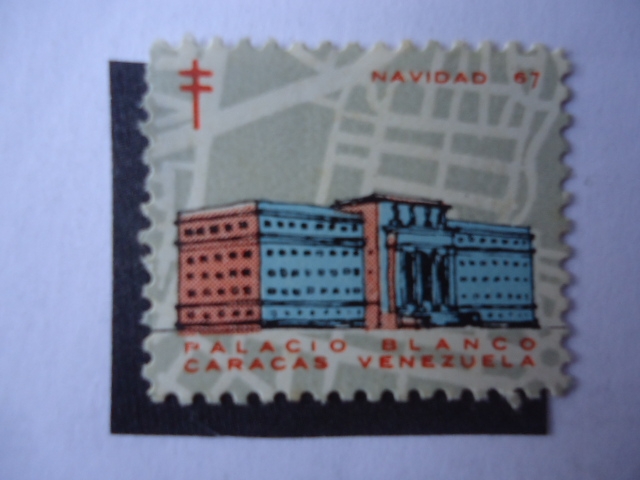 NAVIDAD 67
PALACIO BLANCO
CARACAS VENEZUELA